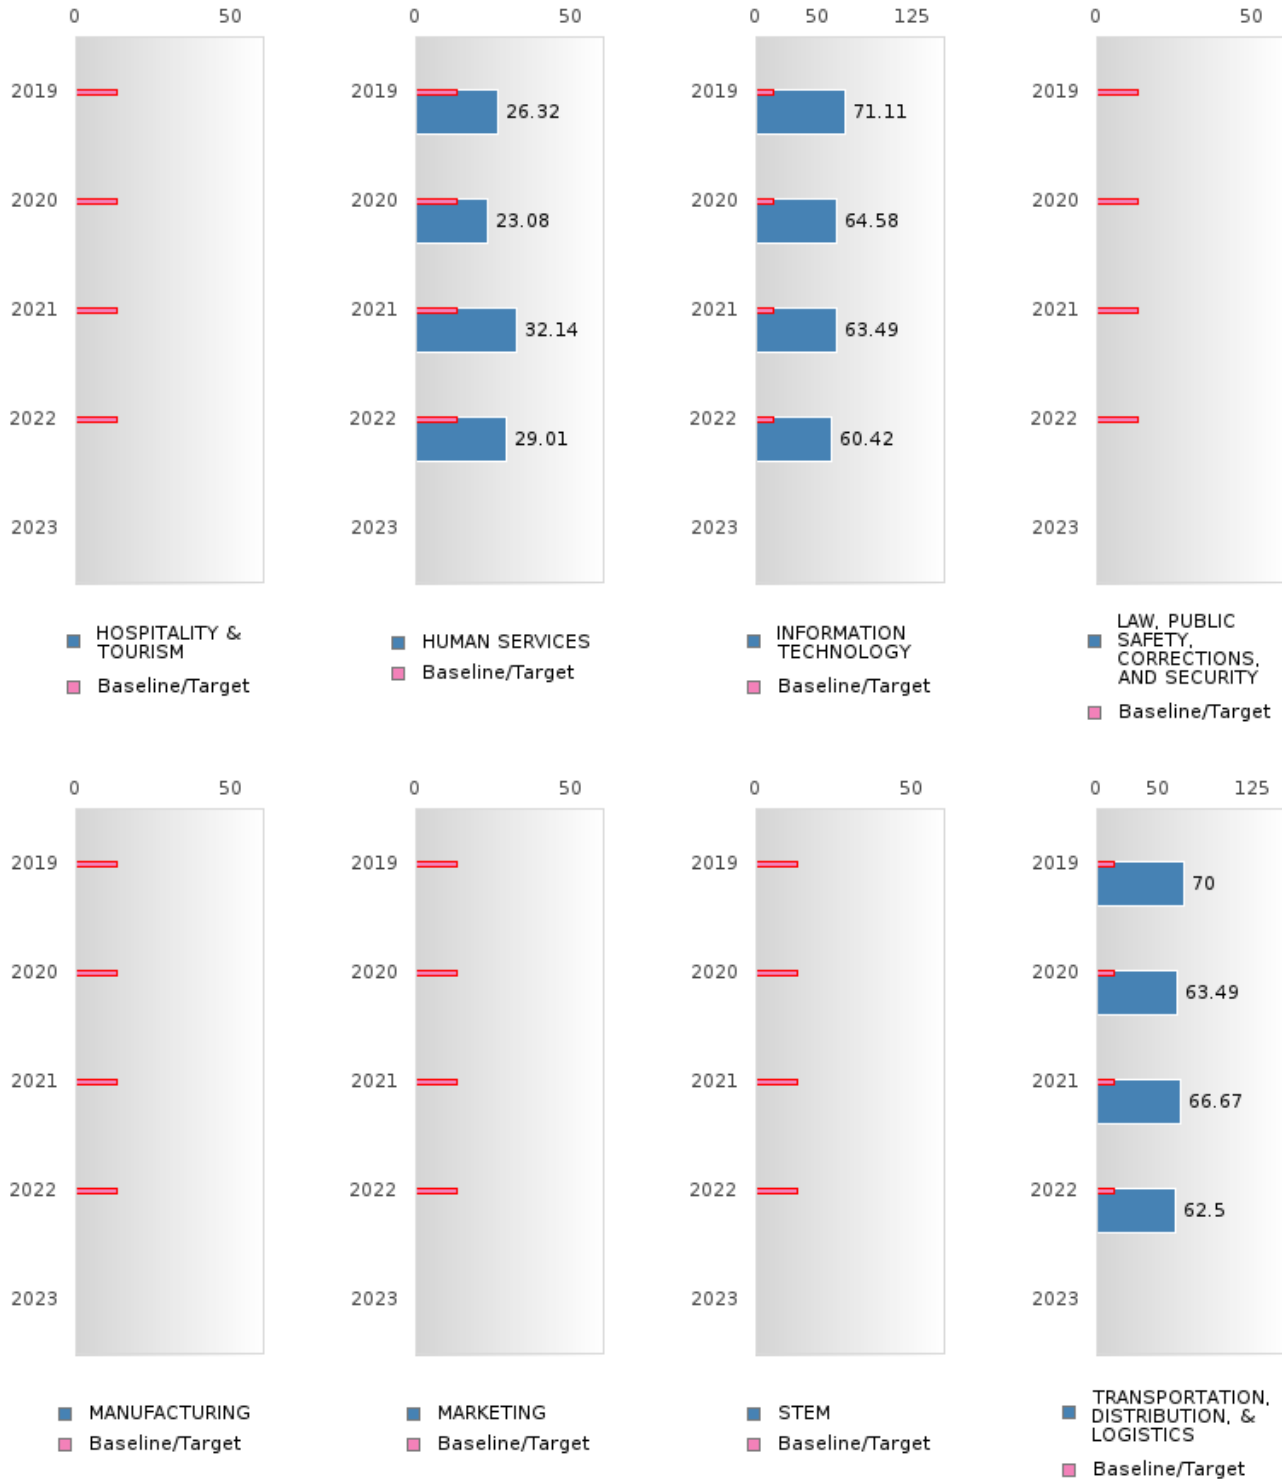 0 50 0 50 0 50 125 0 50
2019 2019 26.32 2019 71.11 2019
2020 2020 23.08 2020 64.58 2020
2021 2021 32.14 2021 63.49 2021
2022 2022 29.01 2022 60.42 2022
2023 2023 2023 2023
HOSPITALITY &
TOURISM
Baseline/Target
HUMAN SERVICES
Baseline/Target
INFORMATION
TECHNOLOGY
Baseline/Target
LAW, PUBLIC
SAFETY,
CORRECTIONS,
AND SECURITY
Baseline/Target
0 50 0 50 0 50 0 50 125
2019 2019 2019 2019 70
2020 2020 2020 2020 63.49
2021 2021 2021 2021 66.67
2022 2022 2022 2022 62.5
2023 2023 2023 2023
MANUFACTURING
Baseline/Target
MARKETING
Baseline/Target
STEM
Baseline/Target
TRANSPORTATION,
DISTRIBUTION, &
LOGISTICS
Baseline/Target